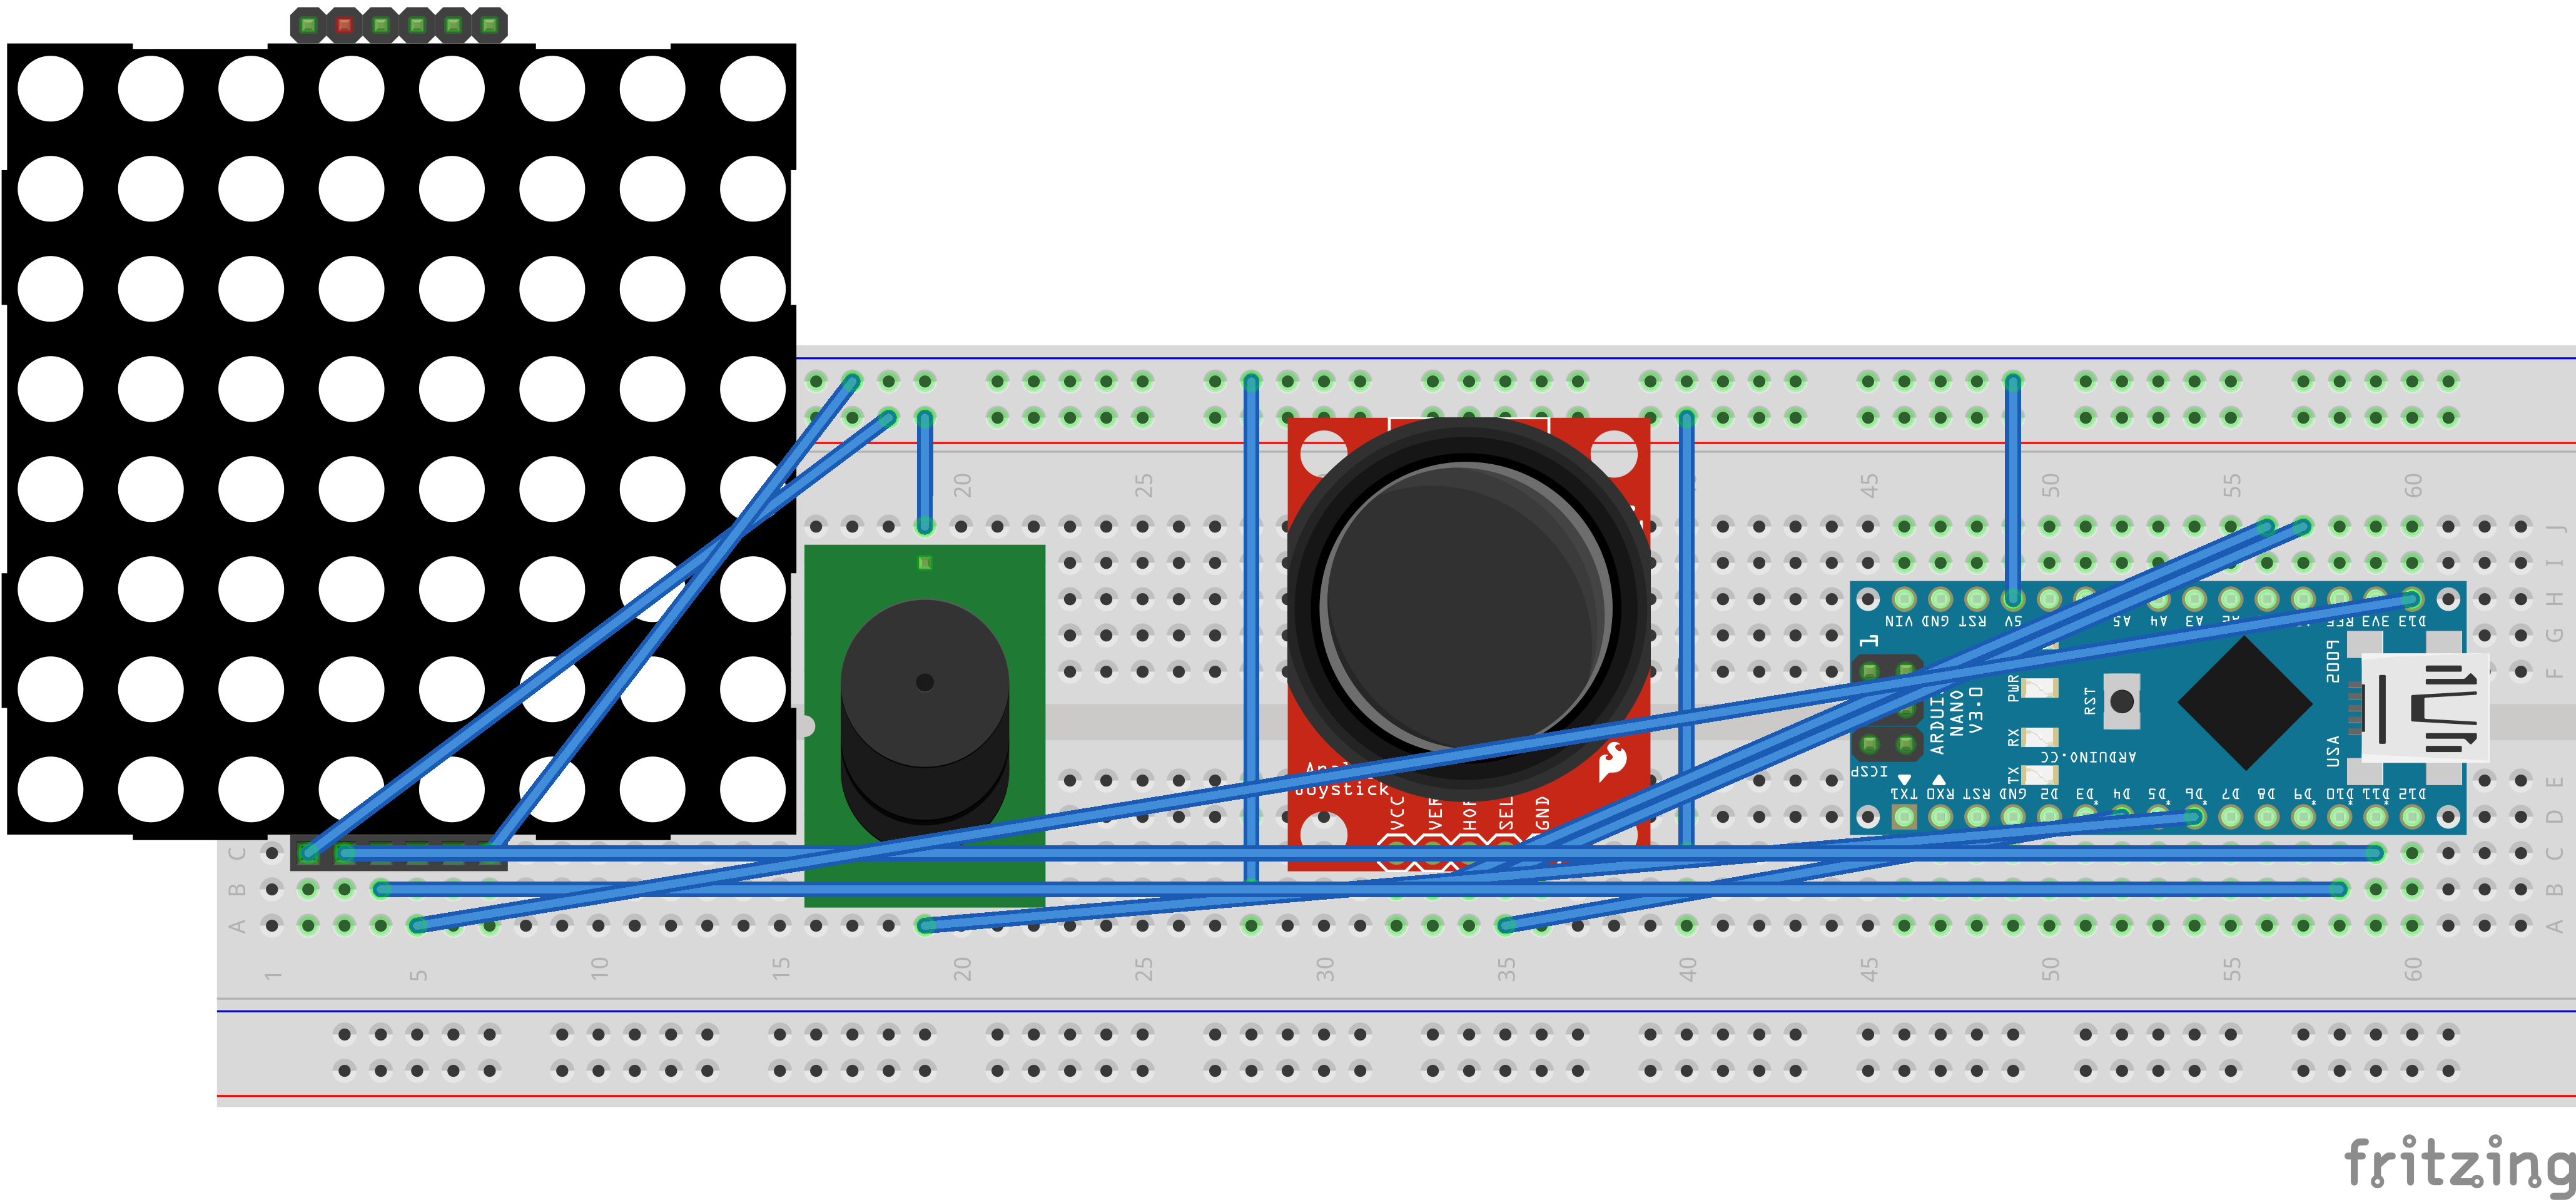 20
25
45
50
55
60
J
I
H
G
F
VIN
GND
RST
5V
A5
A4
A3
3V3
D13
1
ARDUINO
NANO
V3.0
PWR
RX
TX
RST
ARDUINO.CC
2009
USA
ICSP
Joystick
VCC
SEL
GND
TX1
RX0
RST
GND
D2
D3
D4
D5
D6
D7
D8
D9
D10
D11
D12
E
D
C
B
A
C
B
A
1
5
10
15
20
25
30
35
40
45
50
55
60
fritzing